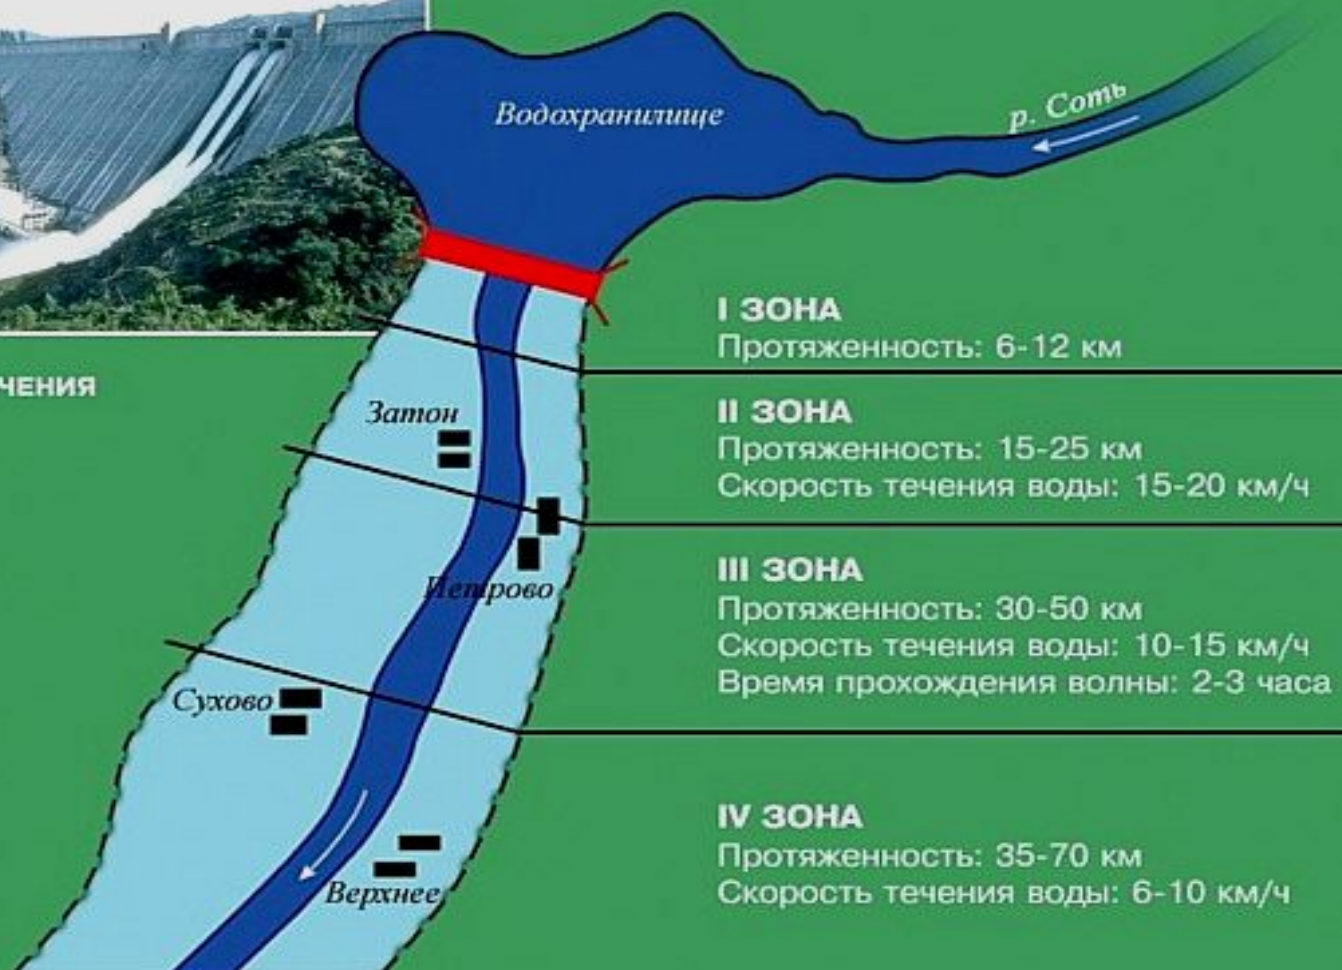 Водохранилище
р. Соть
I ЗОНА
Протяженность: 6-12 км
ЧЕНИЯ
II ЗОНА
Протяженность: 15-25 км
Скорость течения воды: 15-20 км/ч
Затон
III ЗОНА
Протяженность: 30-50 км
Скорость течения воды: 10-15 км/ч
Время прохождения волны: 2-3 часа
Петрово
Сухово
IV ЗОНА
Протяженность: 35-70 км
Скорость течения воды: 6-10 км/ч
Верхнее